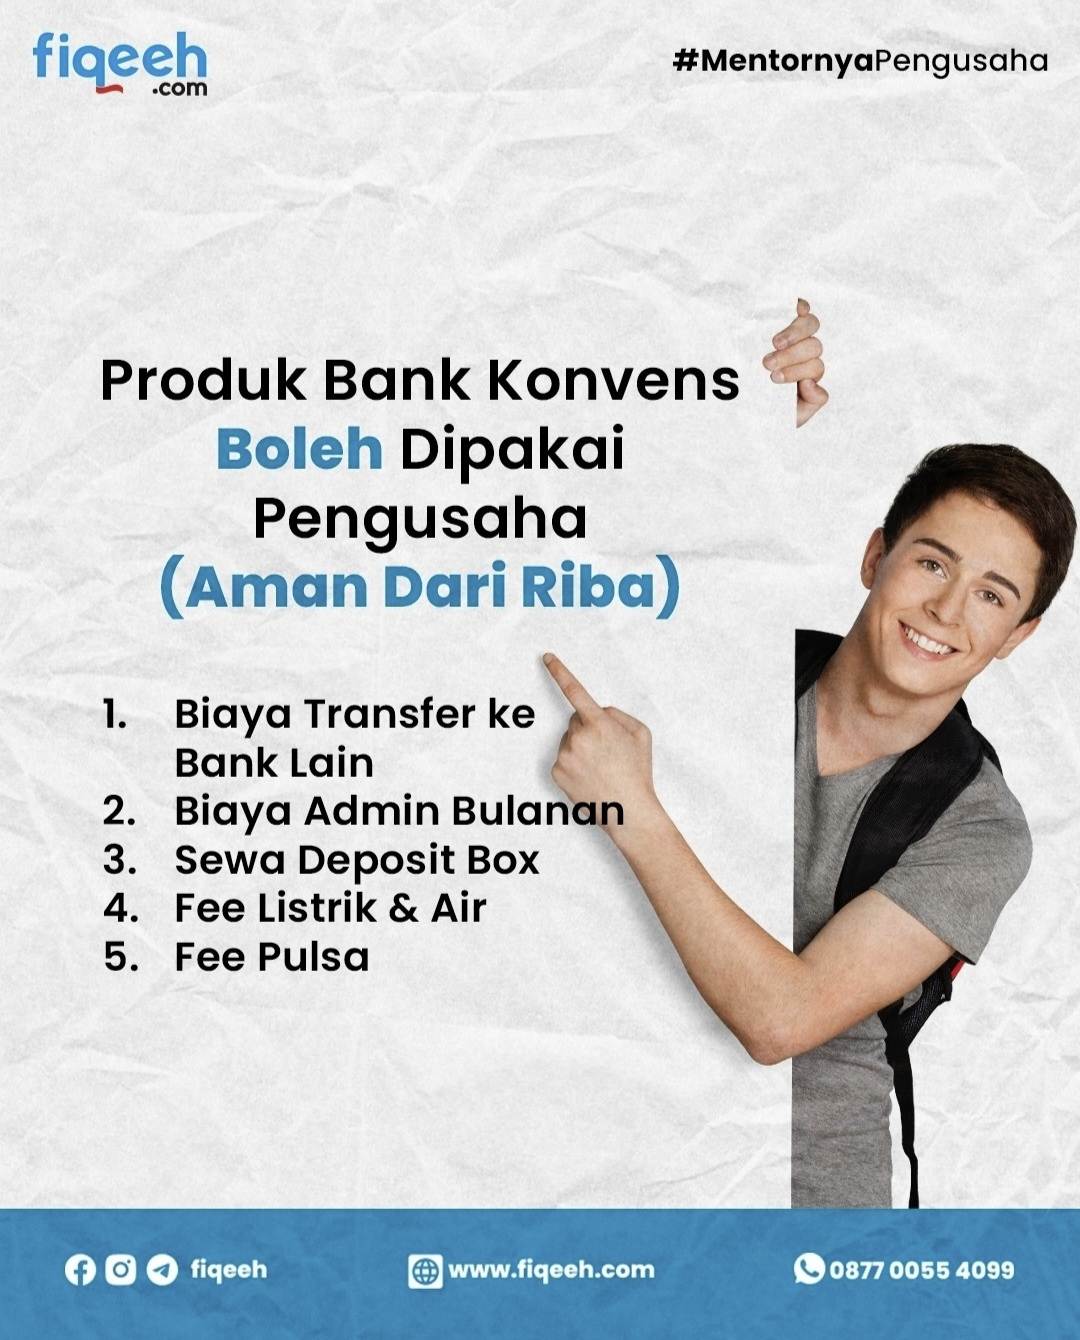 fiqeeh
.com
#MentornyaPengusaha
Produk Bank Konvens
Boleh Dipakai
Pengusaha
(Aman Dari Riba)
1. Biaya Transfer ke
Bank Lain
2. Biaya Admin Bulanan
3. Sewa Deposit Box
4. Fee Listrik & Air
5. Fee Pulsa
fiqeeh
www.fiqeeh.com
0877 0055 4099